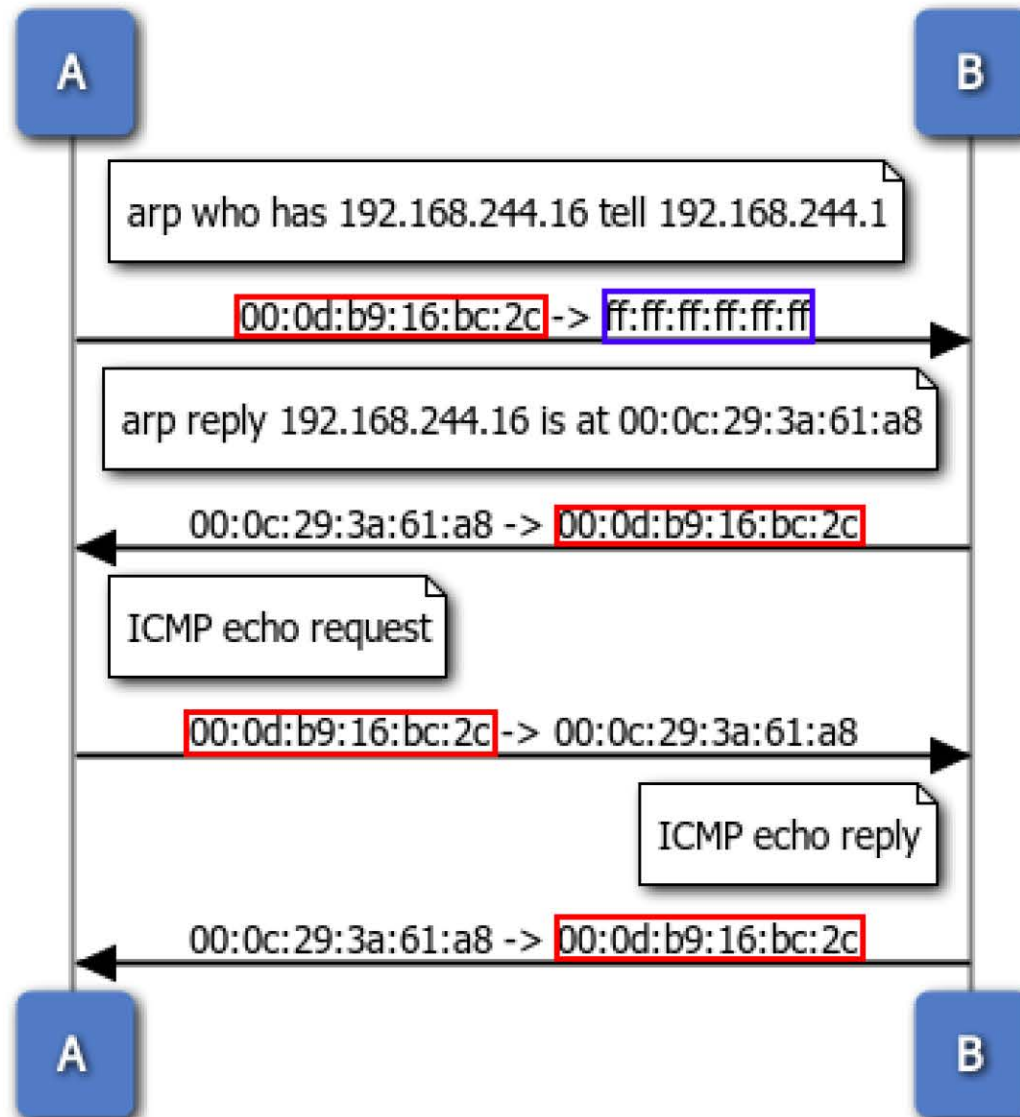 A B
arp who has 192.168.244.16 tell 192.168.244.1
00:0d:b9:16:bc:2c -> ff:ff:ff:ff:ff:ff
arp reply 192.168.244.16 is at 00:0c:29:3a:61:a8
00:0c:29:3a:61:a8 -> 00:0d:b9:16:bc:2c
ICMP echo request
00:0d:b9:16:bc:2c -> 00:0c:29:3a:61:a8
ICMP echo reply
00:0c:29:3a:61:a8 -> 00:0d:b9:16:bc:2c
A B